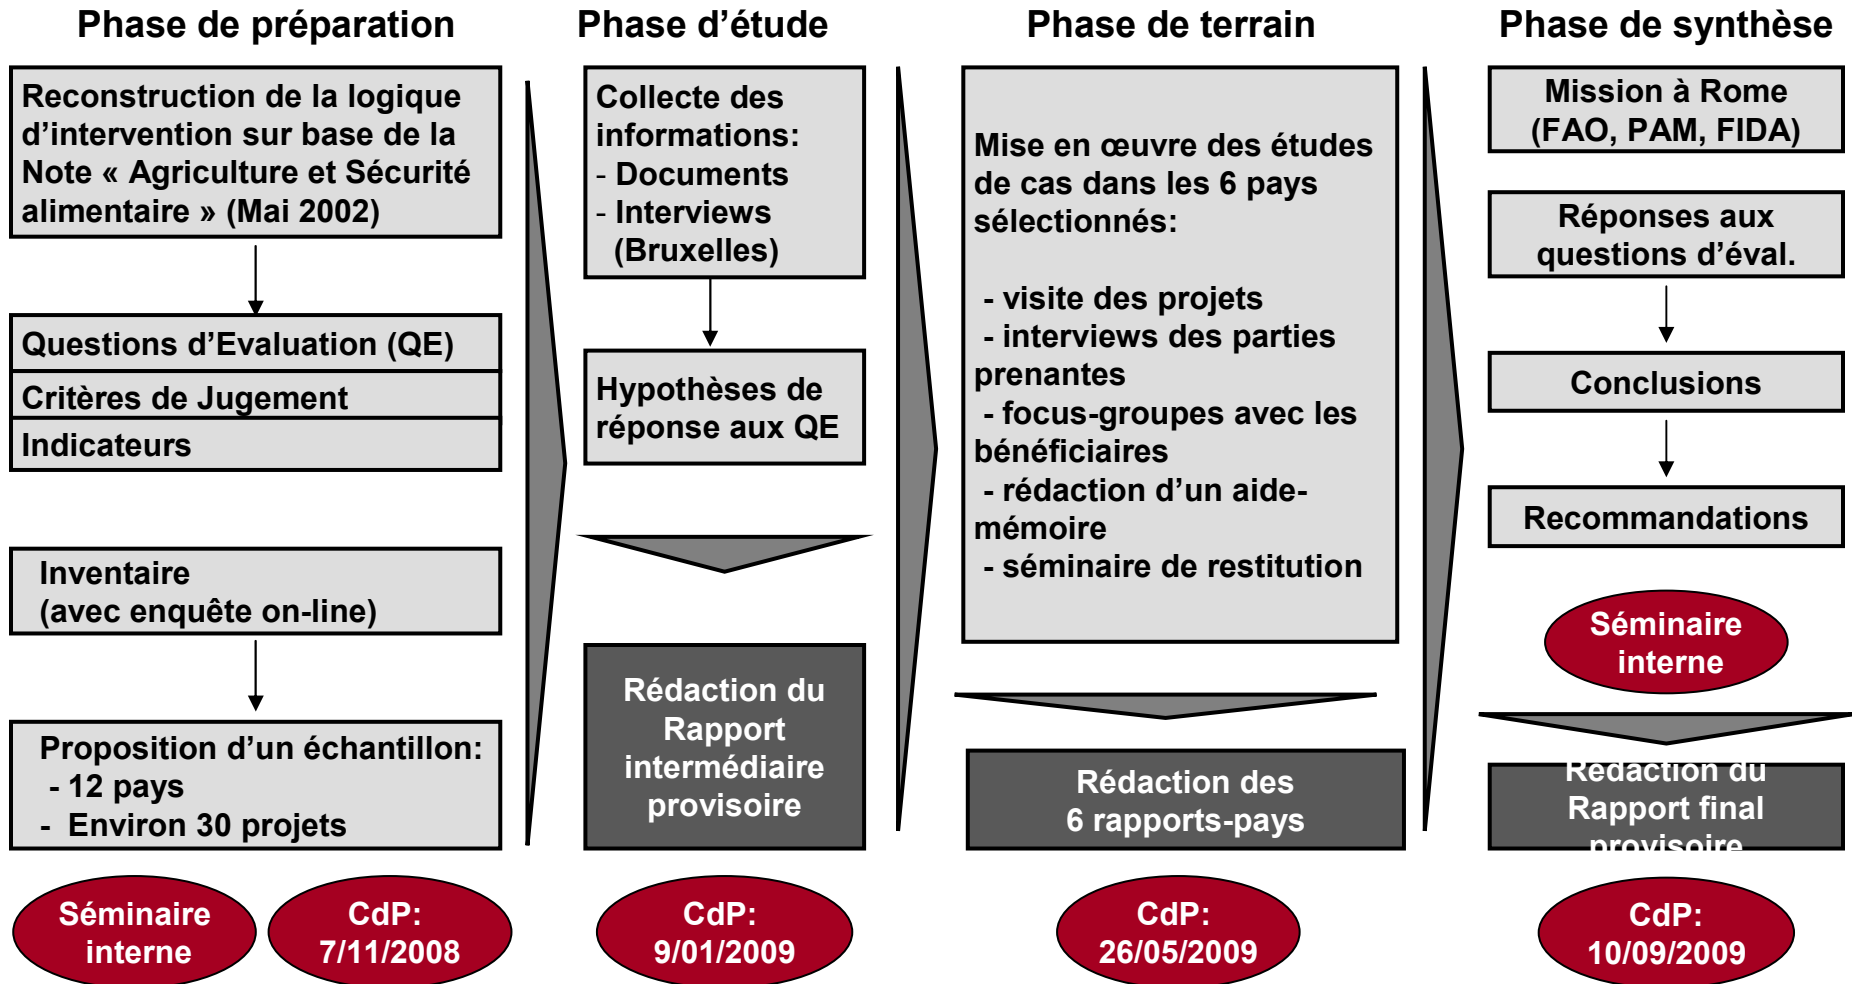 Phase de préparation
Reconstruction de la logique
d’intervention sur base de la
Note « Agriculture et Sécurité
alimentaire » (Mai 2002)
Questions d’Evaluation (QE)
Critères de Jugement
Indicateurs
Inventaire
(avec enquête on-line)
Proposition d’un échantillon:
- 12 pays
- Environ 30 projets
Séminaire
interne
CdP:
7/11/2008
Phase d’étude
Collecte des
informations:
- Documents
- Interviews
(Bruxelles)
Hypothèses de
réponse aux QE
Rédaction du
Rapport
intermédiaire
provisoire
CdP:
9/01/2009
Phase de terrain
Mise en œuvre des études
de cas dans les 6 pays
sélectionnés:
- visite des projets
- interviews des parties
prenantes
- focus-groupes avec les
bénéficiaires
- rédaction d’un aide-
mémoire
- séminaire de restitution
Rédaction des
6 rapports-pays
CdP:
26/05/2009
Phase de synthèse
Mission à Rome
(FAO, PAM, FIDA)
Réponses aux
questions d’éval.
Conclusions
Recommandations
Séminaire
interne
Rédaction du
Rapport final
provisoire
CdP:
10/09/2009